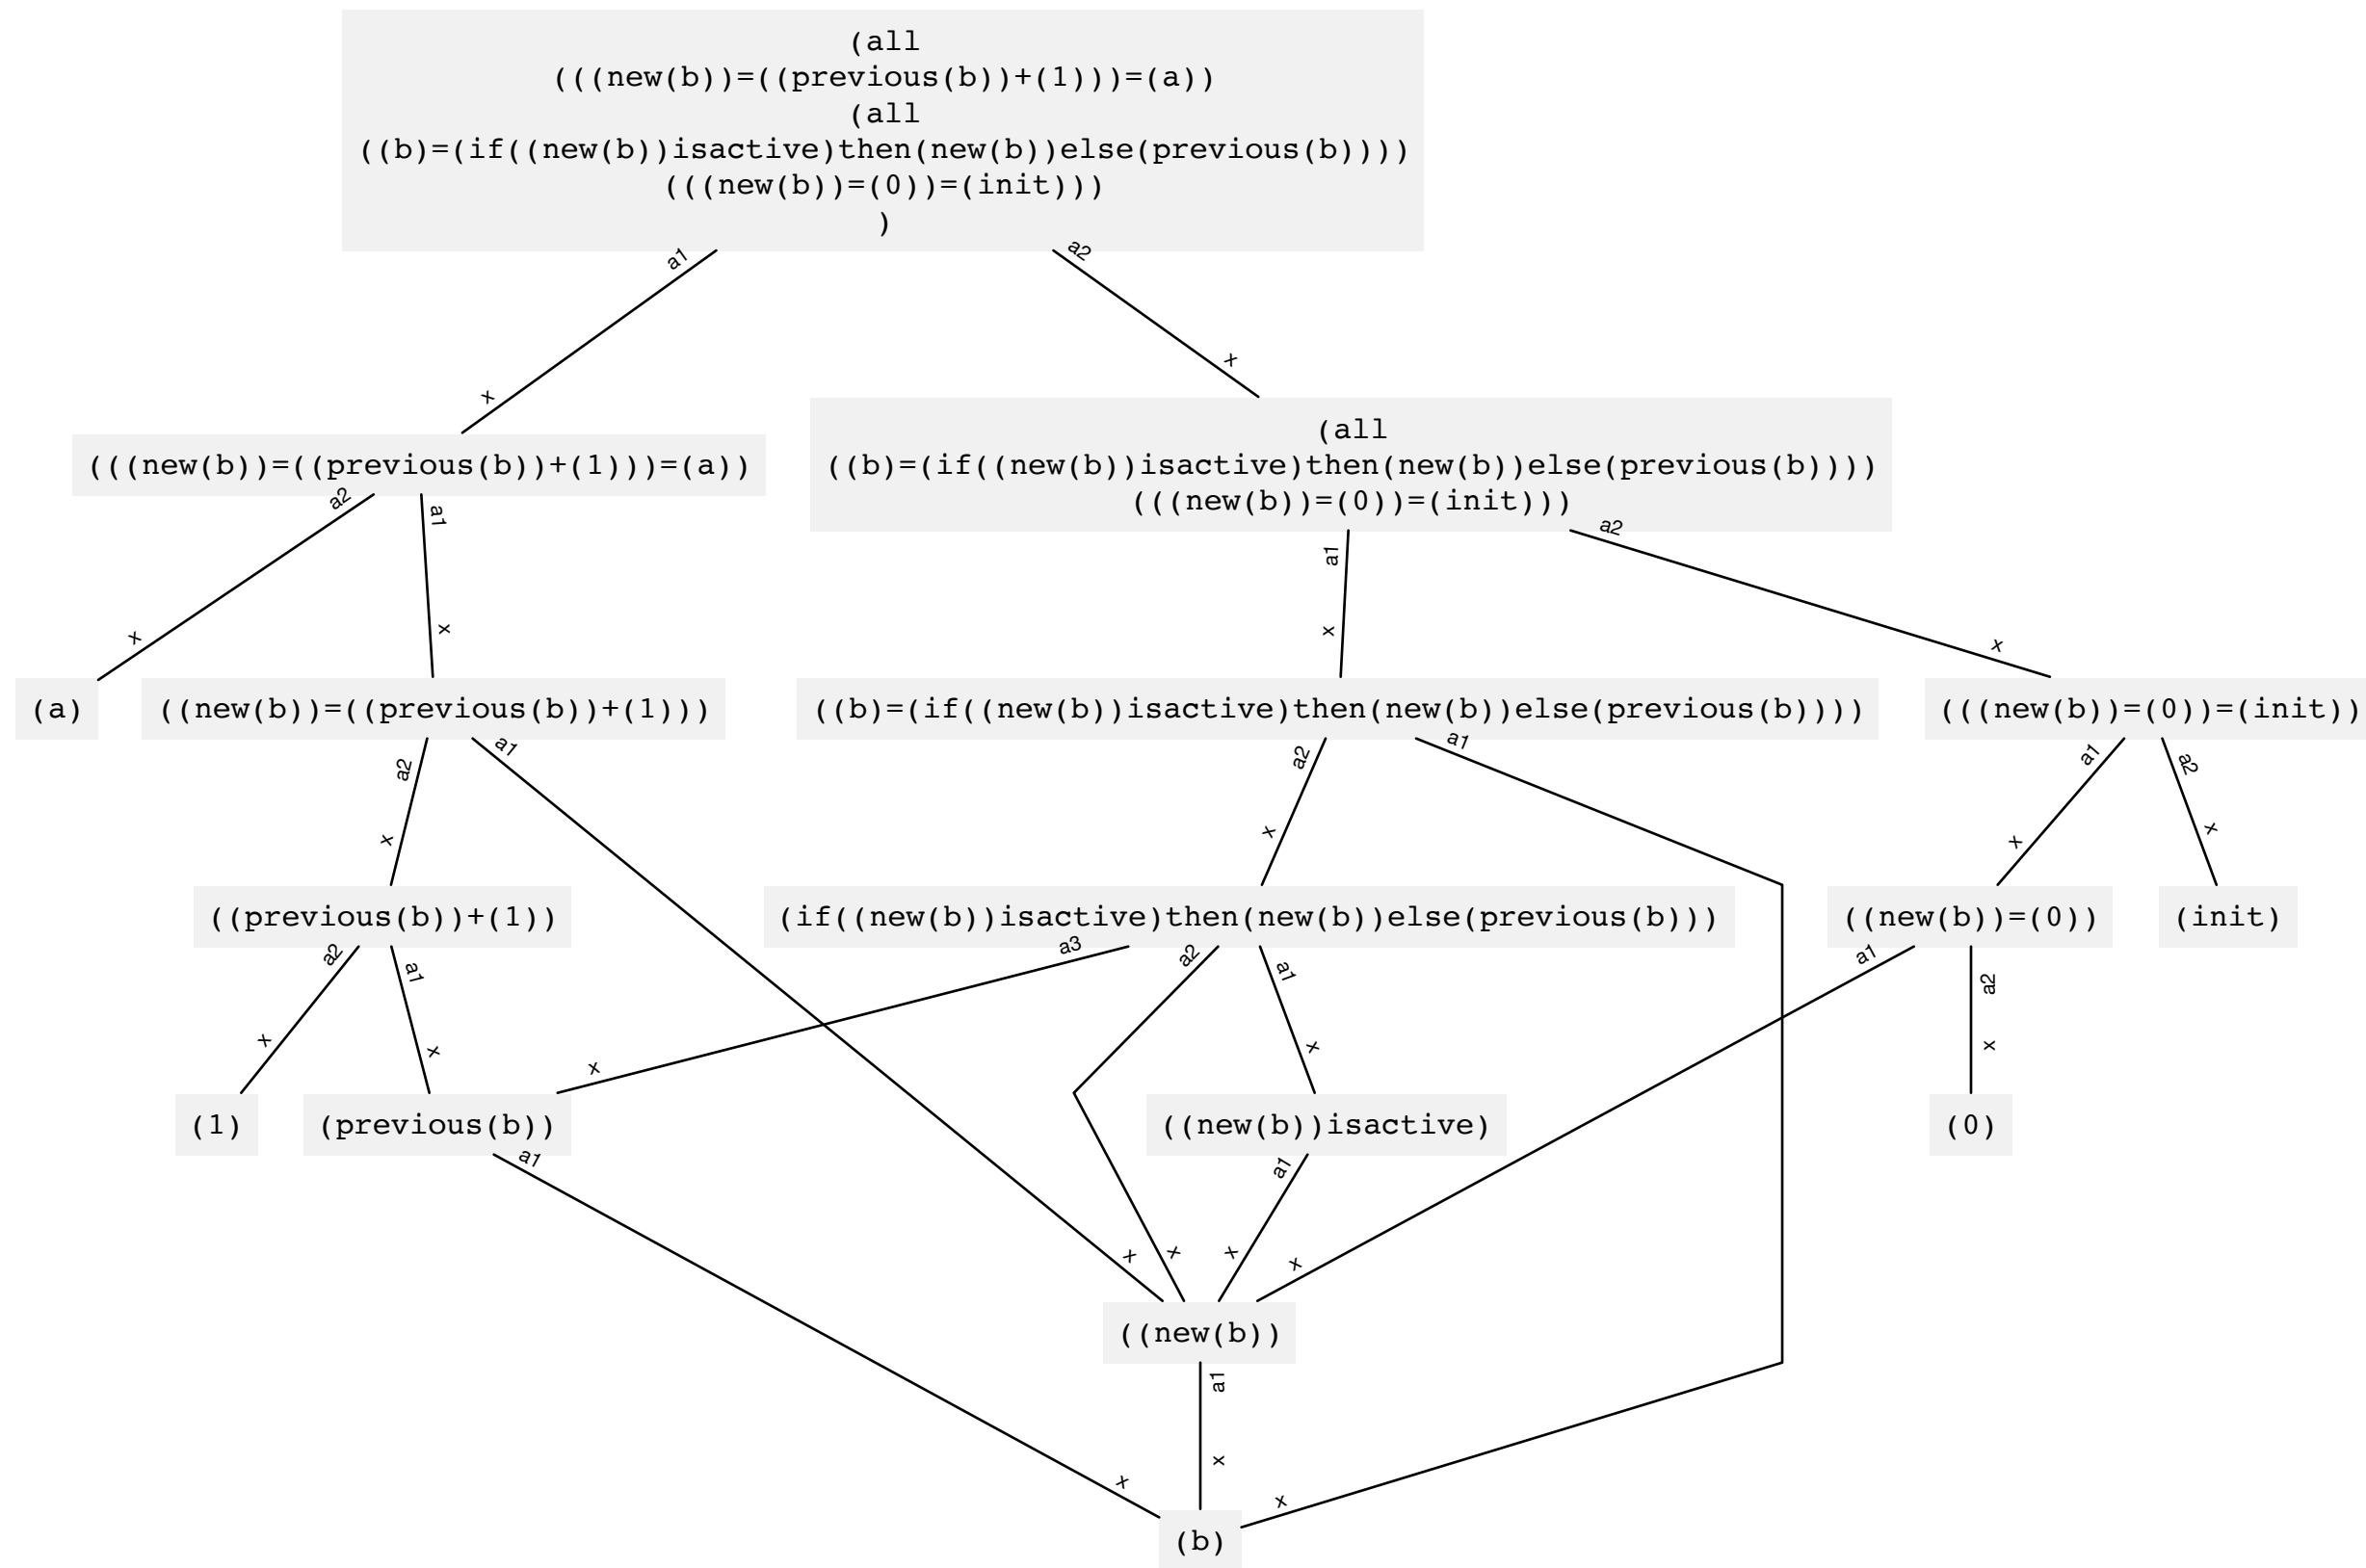 (all
(((new(b))=((previous(b))+(1)))=(a))
(all
((b)=(if((new(b))isactive)then(new(b))else(previous(b))))
(((new(b))=(0))=(init)))
)
a1
a2
x
x
(((new(b))=((previous(b))+(1)))=(a))
(all
((b)=(if((new(b))isactive)then(new(b))else(previous(b))))
(((new(b))=(0))=(init)))
a2
a1
a1
a2
x
x
x
x
(a)
((new(b))=((previous(b))+(1)))
((b)=(if((new(b))isactive)then(new(b))else(previous(b))))
(((new(b))=(0))=(init))
a2
a1
a2
a1
a1
a2
x
x
x
x
((previous(b))+(1))
(if((new(b))isactive)then(new(b))else(previous(b)))
((new(b))=(0))
(init)
a2
a1
a3
a2
a1
a1
a2
x
x
x
x
x
(1)
(previous(b))
((new(b))isactive)
(0)
a1
a1
x
x
x
x
((new(b))
a1
x
x
x
(b)